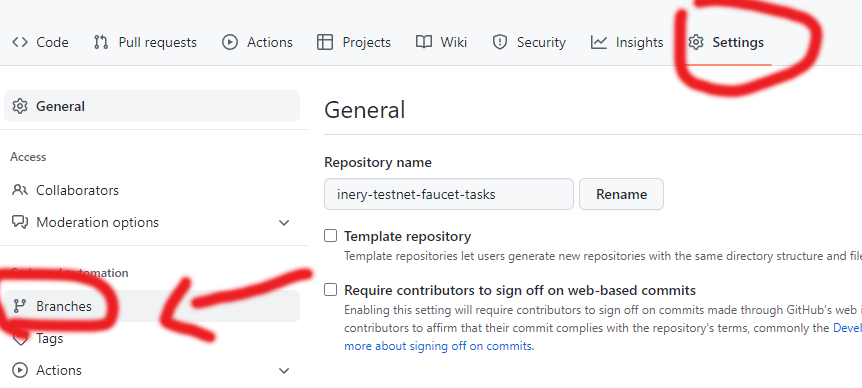 Code Pull requests Actions Projects Wiki Security Insights Settings
General
General
Access
Repository name
Collaborators
inery-testnet-faucet-tasks Rename
Moderation options
Template repository
Template repositories let users generate new repositories with the same directory structure and file
automation
Require contributors to sign off on web-based commits
Branches
Enabling this setting will require contributors to sign off on commits made through GitHub's web i
contributors to affirm that their commit complies with the repository's terms, commonly the Devel
Tags
more about signing off on commits.
Actions